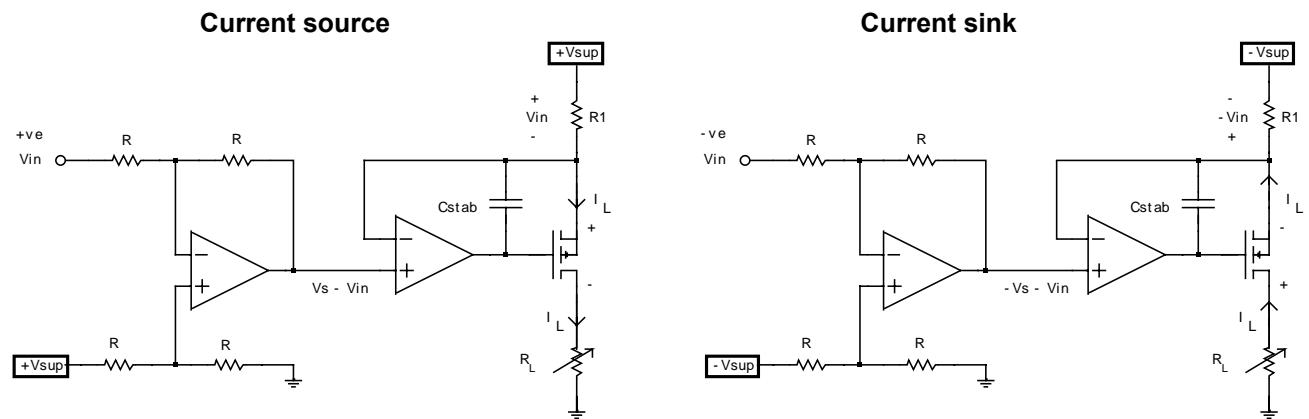 Current source
+Vsup
+
Vin
-
R1
+ve
Vin
R
R
Cstab
I L
+
-
-
+
-
+
Vs - Vin
-
I L
R
R
+Vsup
R L
Current sink
- Vsup
-
- Vin
+
R1
- ve
Vin
R
R
Cstab
I L
-
-
+
-
+
- Vs - Vin
+
I L
R
R
- Vsup
R L